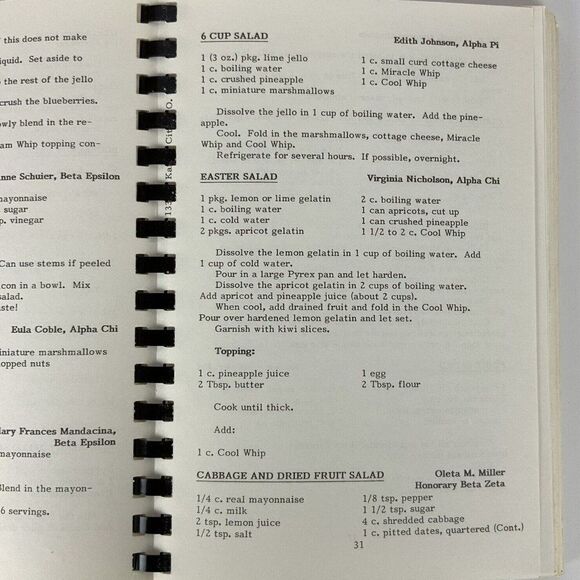 this does not make
iquid. Set aside to
the rest of the jello
crush the blueberries.
wly blend in the re-
am Whip topping con-
nne Schuier, Beta Epsilon
mayonnaise
sugar
p. vinegar
Can use stems if peeled
con in a bowl. Mix
salad.
ste!
Eula Coble, Alpha Chi
iniature marshmallows
opped nuts
ary Frances Mandacina,
Beta Epsilon
mayonnaise
Blend in the mayon-
6 servings.
6 CUP SALAD
Edith Johnson, Alpha Pi
1 (3 oz.) pkg. lime jello
1 c. boiling water
1 c. crushed pineapple
1 c. miniature marshmallows
1 c. small curd cottage cheese
1 c. Miracle Whip
1 c. Cool Whip
Dissolve the jello in 1 cup of boiling water. Add the pine-
apple.
Cool. Fold in the marshmallows, cottage cheese, Miracle
Whip and Cool Whip.
Refrigerate for several hours. If possible, overnight.
EASTER SALAD
Virginia Nicholson, Alpha Chi
1 pkg. lemon or lime gelatin
1 c. boiling water
1 c. cold water
2 pkgs. apricot gelatin
2 c. boiling water
1 can apricots, cut up
1 can crushed pineapple
1 1/2 to 2 c. Cool Whip
Dissolve the lemon gelatin in 1 cup of boiling water. Add
1 cup of cold water.
Pour in a large Pyrex pan and let harden.
Dissolve the apricot gelatin in 2 cups of boiling water.
Add apricot and pineapple juice (about 2 cups).
When cool, add drained fruit and fold in the Cool Whip.
Pour over hardened lemon gelatin and let set.
Garnish with kiwi slices.
Topping:
1 c. pineapple juice
2 Tbsp. butter
1 egg
2 Tbsp. flour
Cook until thick.
Add:
1 c. Cool Whip
CABBAGE AND DRIED FRUIT SALAD
Oleta M. Miller
Honorary Beta Zeta
1/4 c. real mayonnaise
1/4 c. milk
2 tsp. lemon juice
1/2 tsp. salt
1/8 tsp. pepper
1 1/2 tsp. sugar
4 c. shredded cabbage
1 c. pitted dates, quartered (Cont.)
31